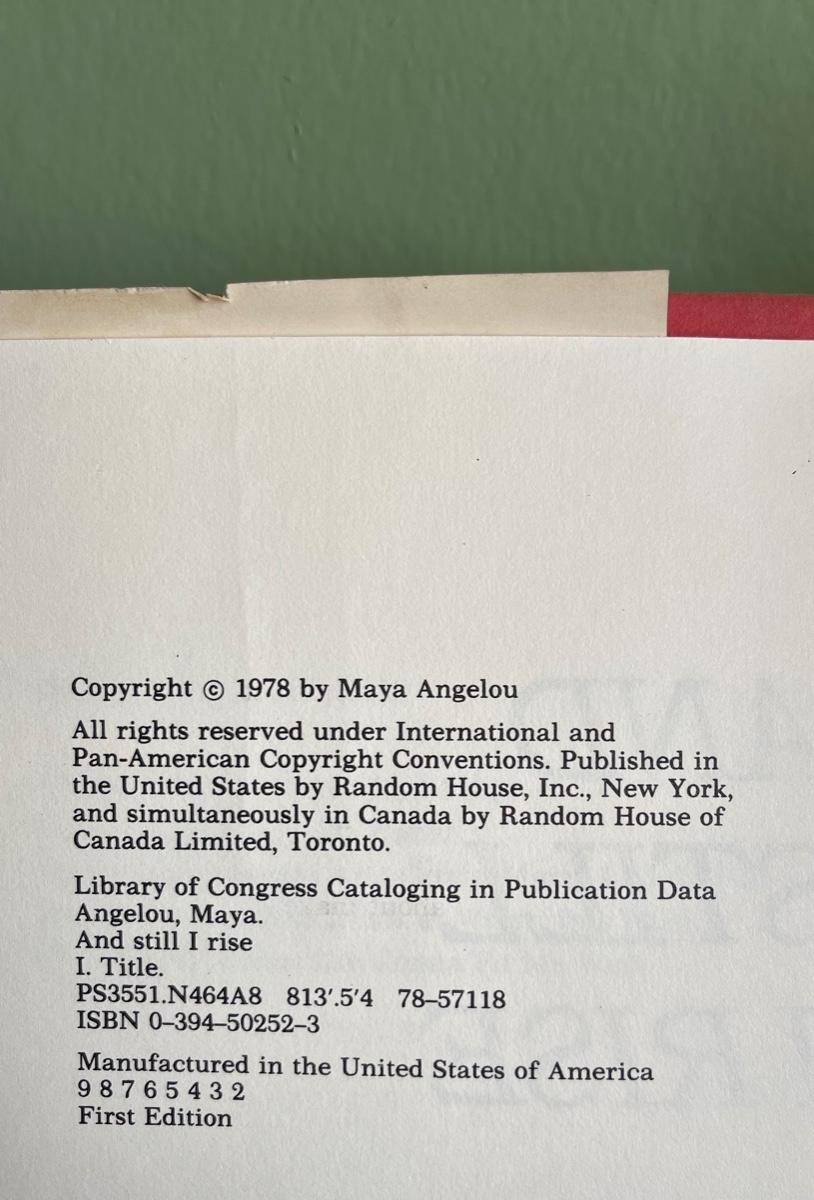 Copyright © 1978 by Maya Angelou
All rights reserved under International and
Pan-American Copyright Conventions. Published in
the United States by Random House, Inc., New York,
and simultaneously in Canada by Random House of
Canada Limited, Toronto.
Library of Congress Cataloging in Publication Data
Angelou, Maya.
And still I rise
I. Title.
PS3551.N464A8 813'.5'4 78–57118
ISBN 0–394–50252–3
Manufactured in the United States of America
9 8 7 6 5 4 3 2
First Edition